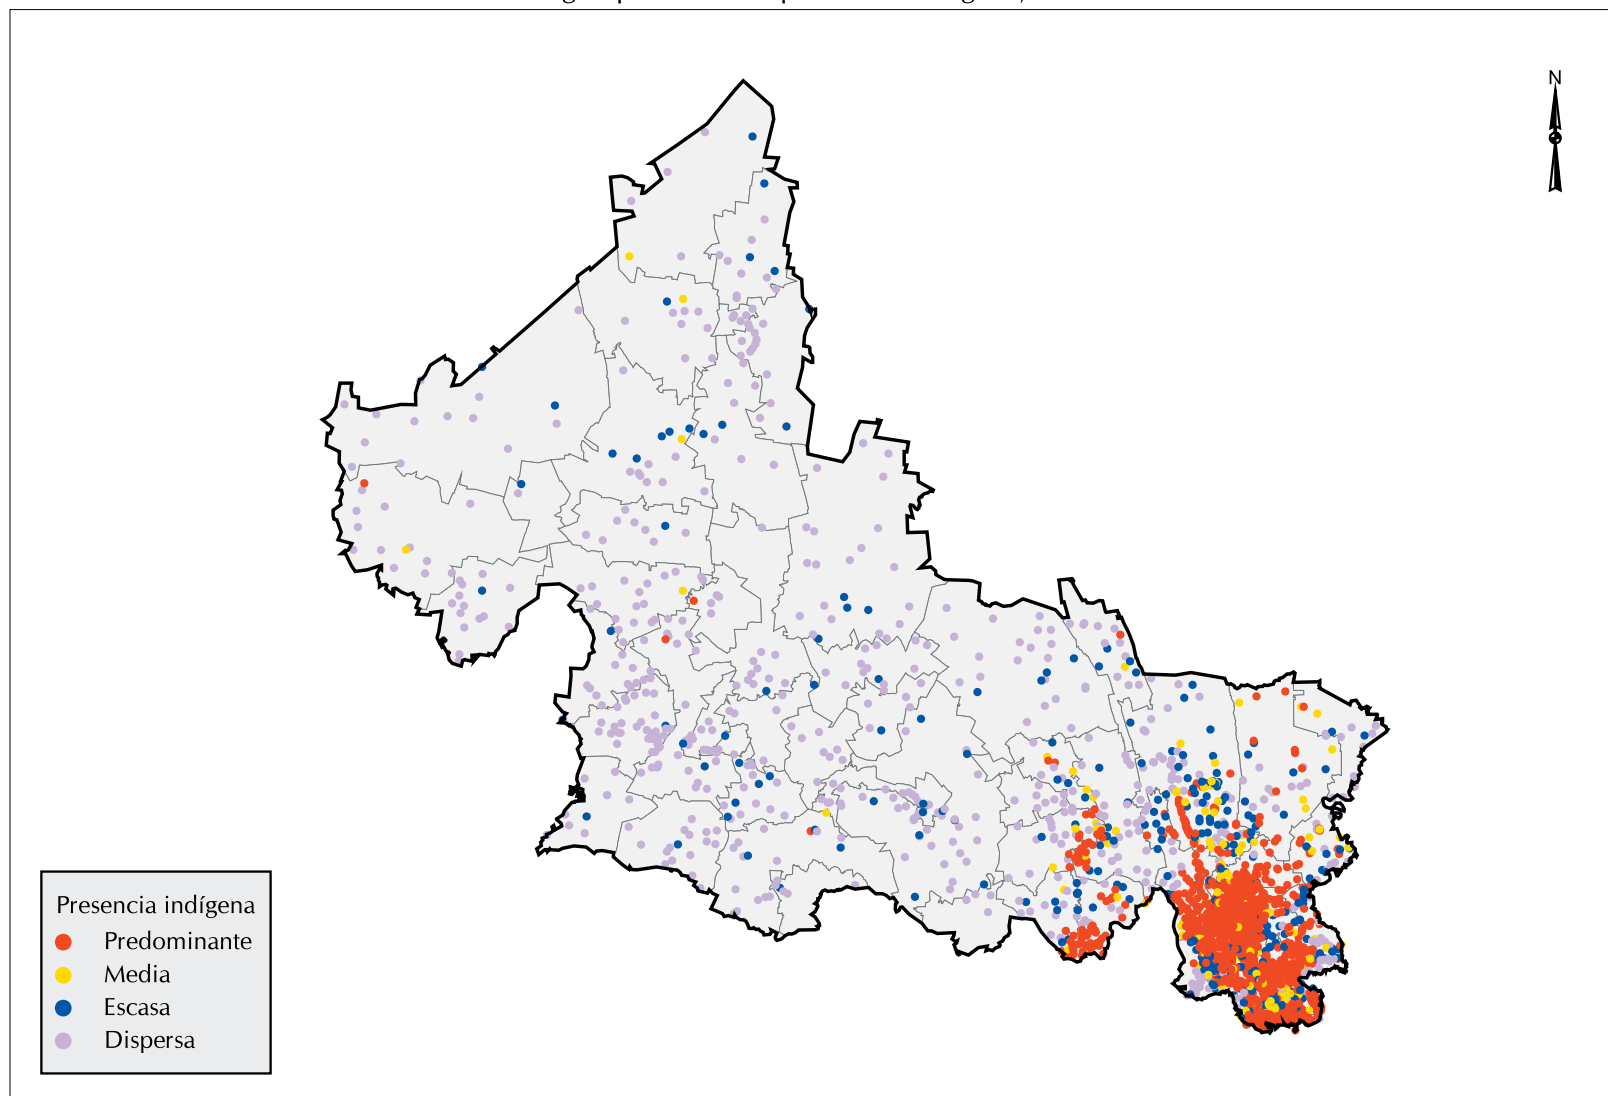 N
Presencia indígena
Predominante
Media
Escasa
Dispersa